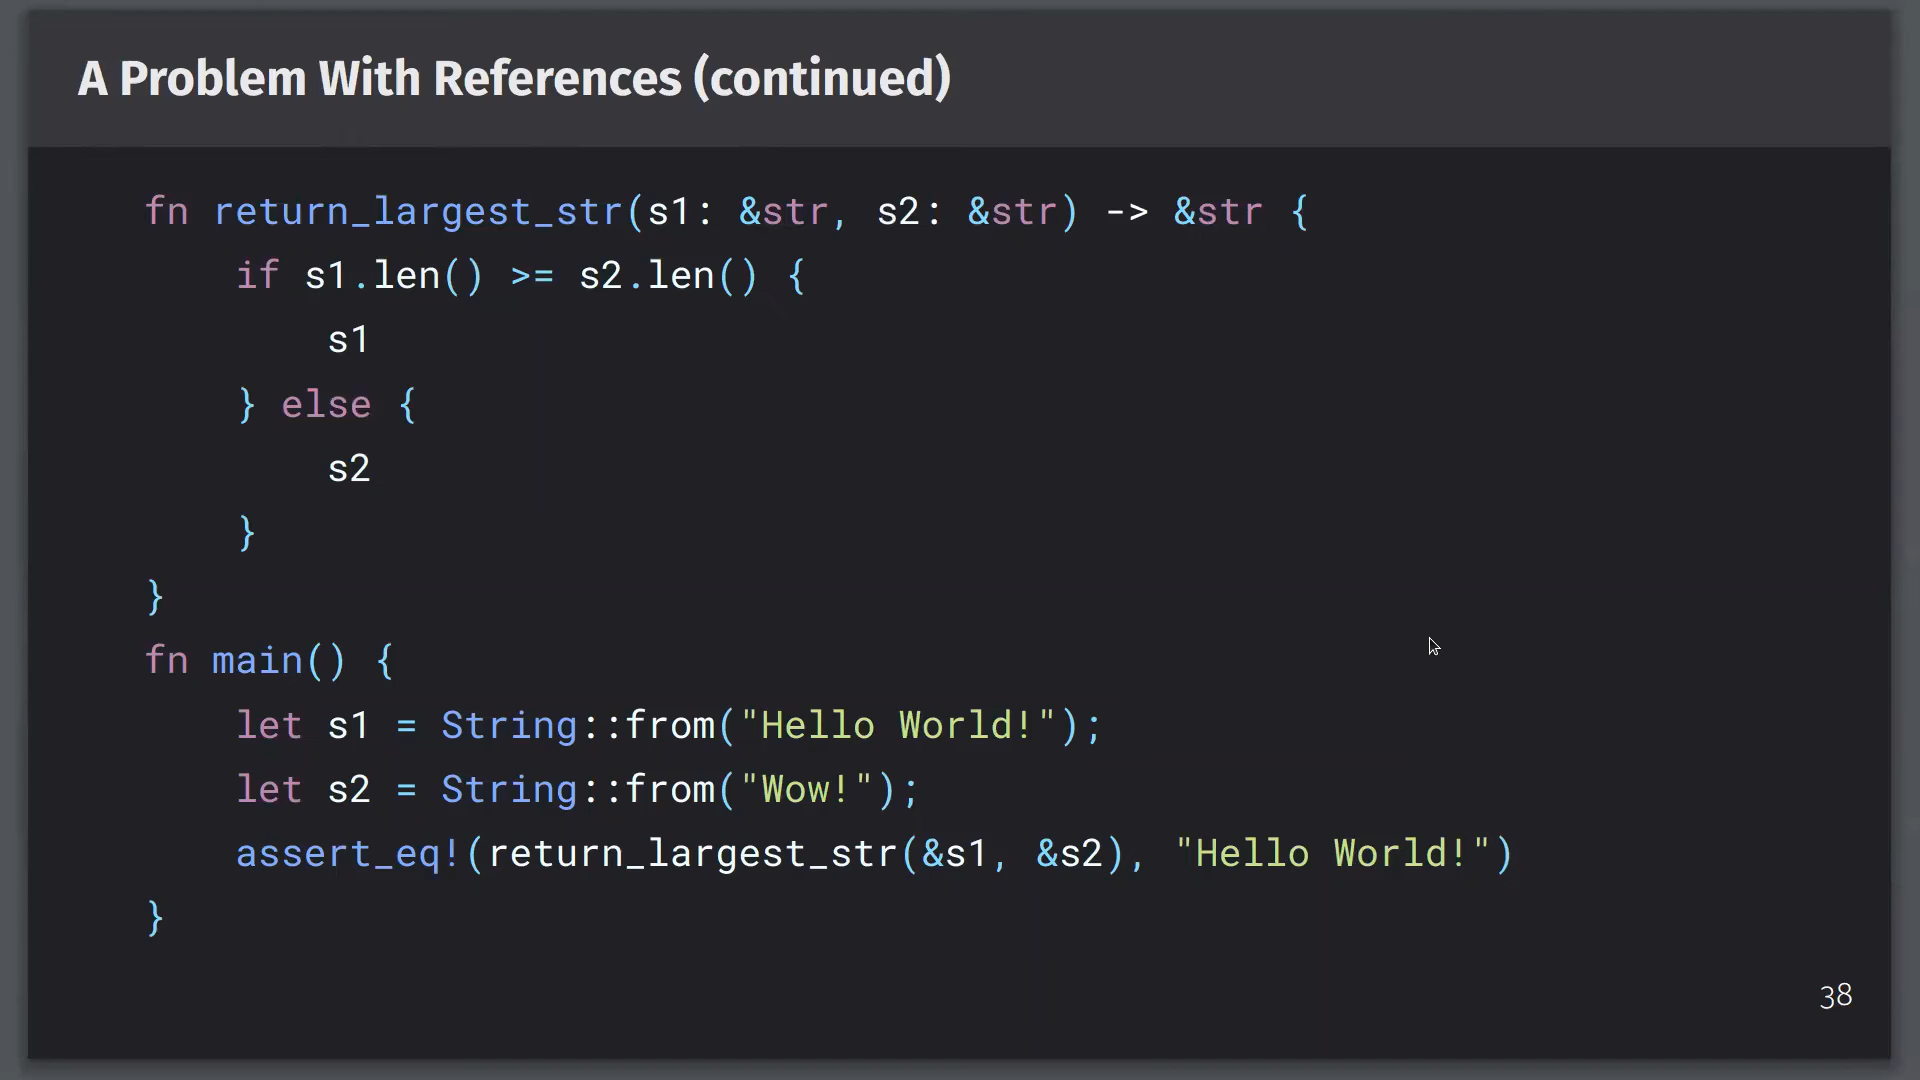 A Problem With References (continued)
fn return_largest_str(s1: &str, s2: &str) -> &str {
    if s1.len() >= s2.len() {
        s1
    } else {
        s2
    }
}
fn main() {
    let s1 = String::from("Hello World!");
    let s2 = String::from("Wow!");
    assert_eq!(return_largest_str(&s1, &s2), "Hello World!")
}
38